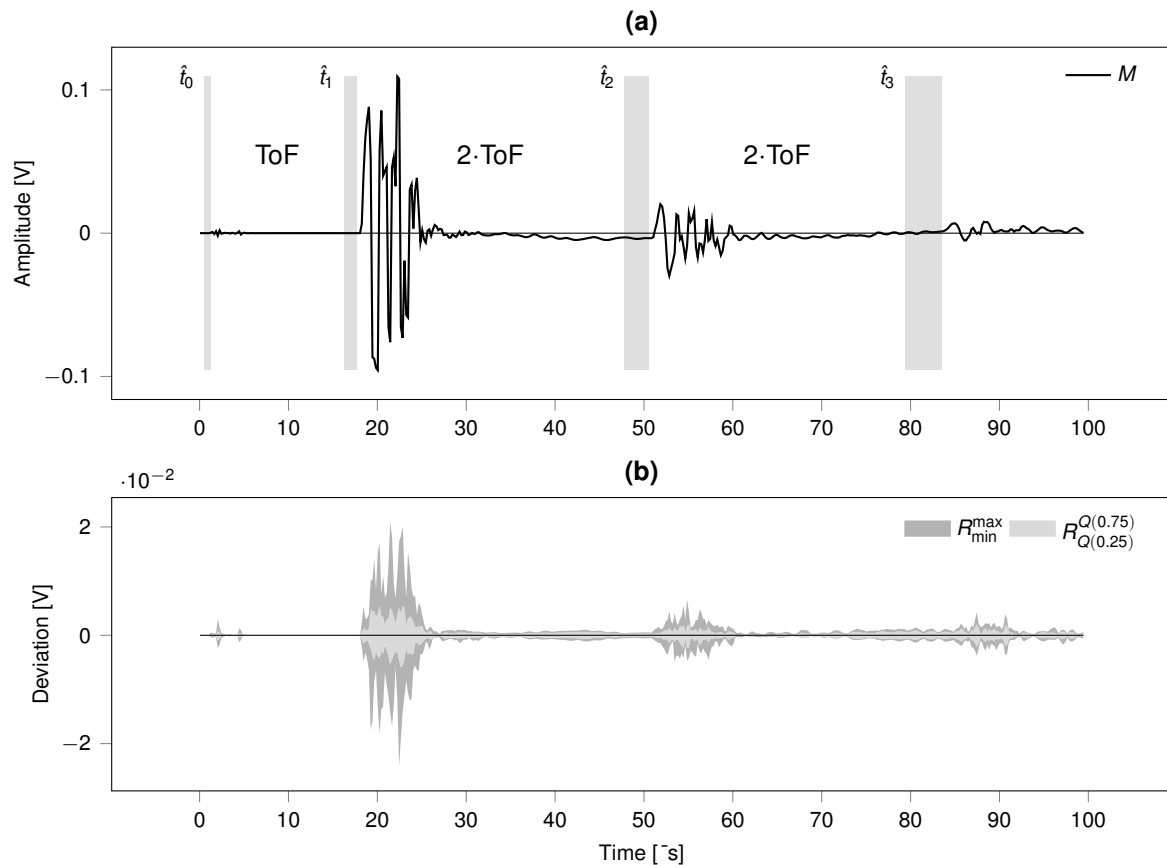 (a)
t̂0 t̂1 t̂2 t̂3 M
ToF 2·ToF 2·ToF
Amplitude [V]
0.1
0
−0.1
0 10 20 30 40 50 60 70 80 90 100
(b)
·10−2
R max min R Q(0.75) Q(0.25)
Deviation [V]
2
0
−2
0 10 20 30 40 50 60 70 80 90 100
Time [¯s]